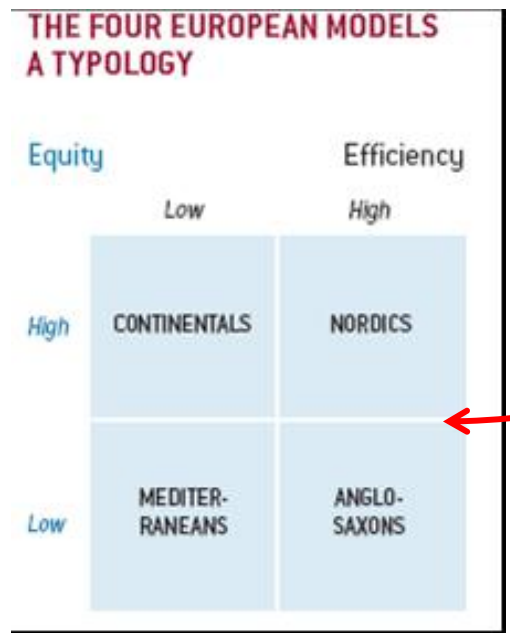 THE FOUR EUROPEAN MODELS
A TYPOLOGY
Equity Efficiency
Low High
High CONTINENTALS NORDICS
Low MEDITER-
RANEANS ANGLO-
SAXONS